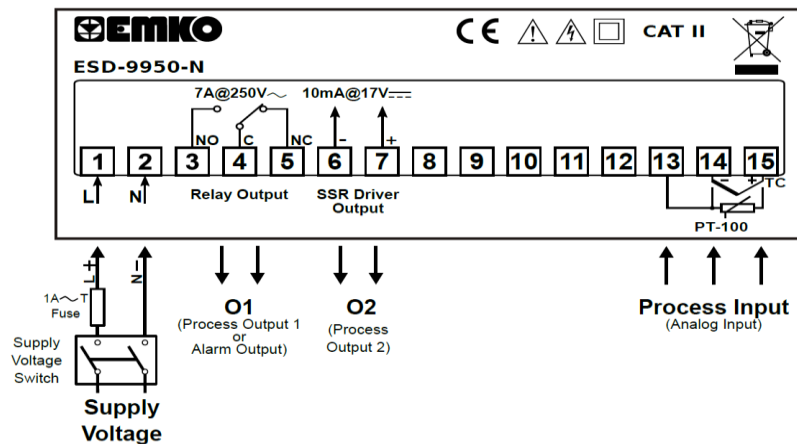 EMKO
CE
CAT II
ESD-9950-N
7A@250V∼ 10mA@17V⎓
NO C NC - +
1 2 3 4 5 6 7 8 9 10 11 12 13 14 15
L N
Relay Output
SSR Driver
Output
- + TC
PT-100
L+ N−
1A∼ T
Fuse
O1
(Process Output 1
or
Alarm Output)
O2
(Process
Output 2)
Process Input
(Analog Input)
Supply
Voltage
Switch
Supply
Voltage